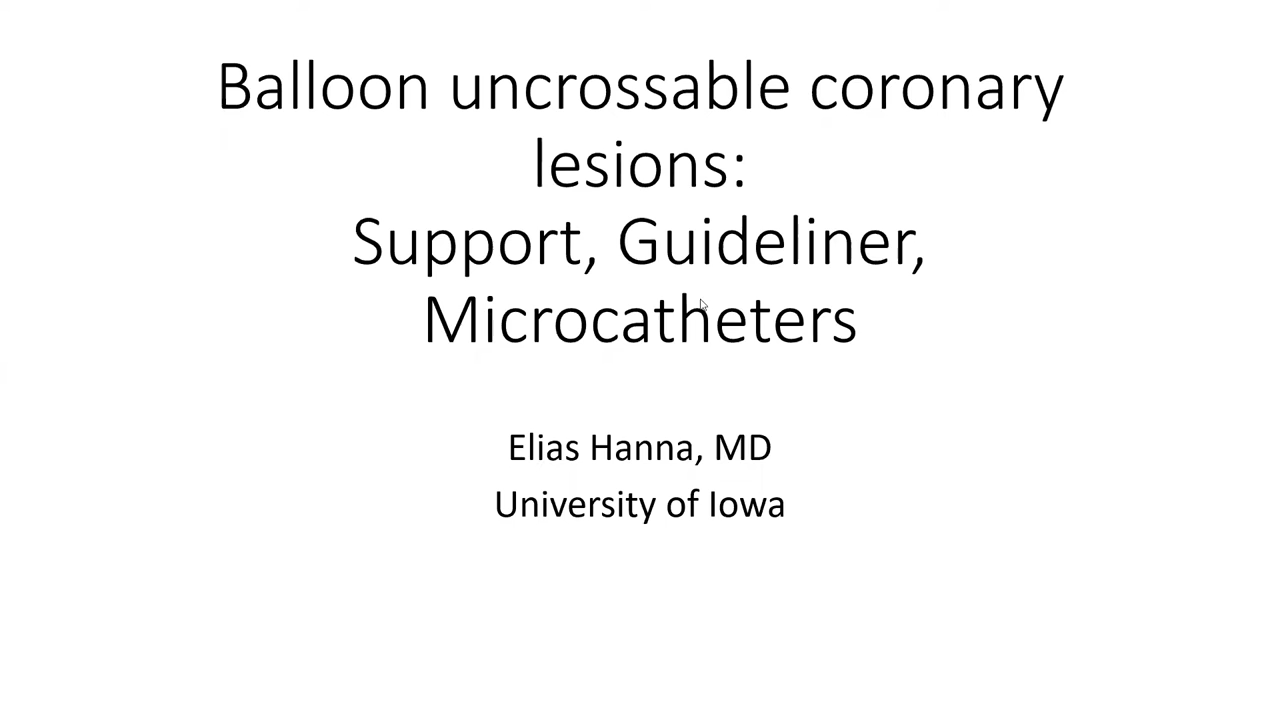 Balloon uncrossable coronary
lesions:
Support, Guideliner,
Microcatheters
Elias Hanna, MD
University of Iowa